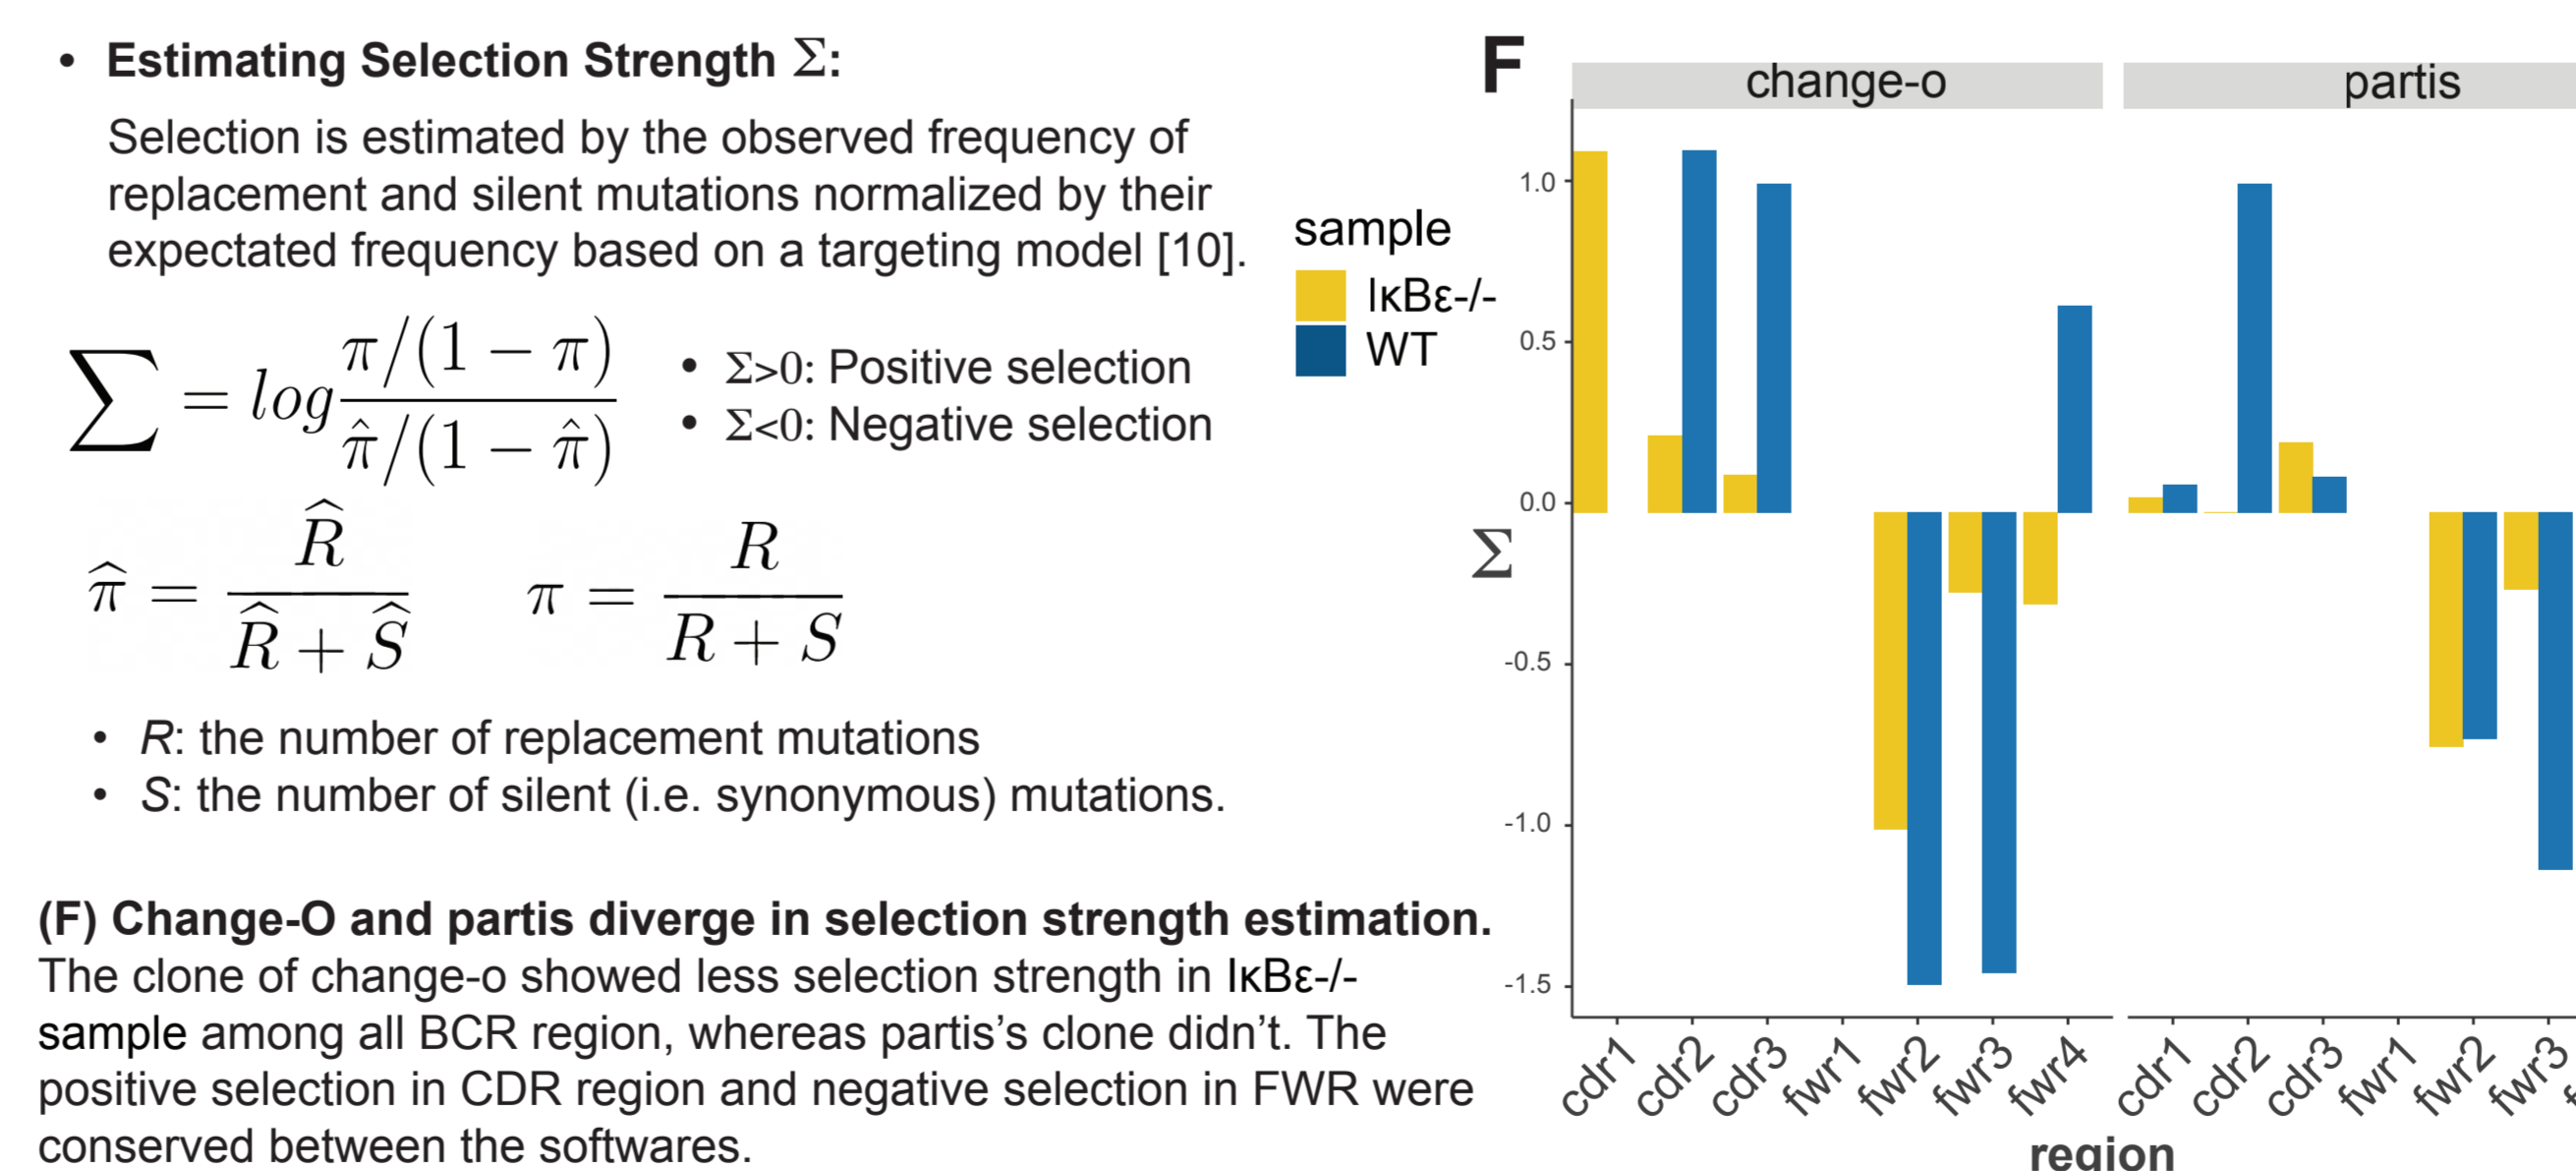 • Estimating Selection Strength Σ:
Selection is estimated by the observed frequency of
replacement and silent mutations normalized by their
expectated frequency based on a targeting model [10].
∑ = log π/(1 − π) / π̂/(1 − π̂)
• Σ>0: Positive selection
• Σ<0: Negative selection
π̂ = R̂ / R̂ + Ŝ
π = R / R + S
• R: the number of replacement mutations
• S: the number of silent (i.e. synonymous) mutations.
(F) Change-O and partis diverge in selection strength estimation.
The clone of change-o showed less selection strength in IκBε-/-
sample among all BCR region, whereas partis's clone didn't. The
positive selection in CDR region and negative selection in FWR were
conserved between the softwares.
sample
IκBε-/-
WT
F
change-o
partis
1.0
0.5
0.0
-0.5
-1.0
-1.5
Σ
cdr1 cdr2 cdr3 fwr1 fwr2 fwr3 fwr4
cdr1 cdr2 cdr3 fwr1 fwr2 fwr3
region